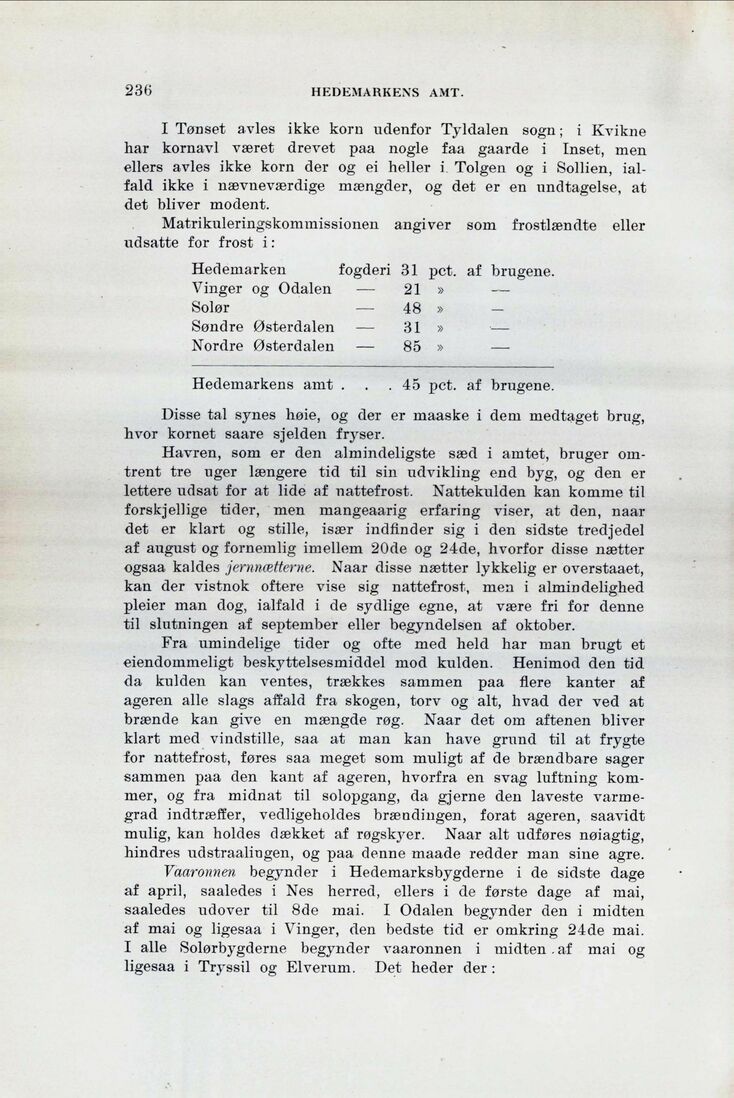 236
HEDEMARKENS AMT.
I Tønset avles ikke korn udenfor Tyldalen sogn; i Kvikne
har kornavl været drevet paa nogle faa gaarde i Inset, men
ellers avles ikke korn der og ei heller i Tolgen og i Sollien, ial-
fald ikke i nævneværdige mængder, og det er en undtagelse, at
det bliver modent.
Matrikuleringskommissionen angiver som frostlændte eller
udsatte for frost i:
Hedemarken fogderi 31 pct. af brugene.
Vinger og Odalen — 21 » —
Solør — 48 » —
Søndre Østerdalen — 31 » —
Nordre Østerdalen — 85 » —
Hedemarkens amt . . . 45 pct. af brugene.
Disse tal synes høie, og der er maaske i dem medtaget brug,
hvor kornet saare sjelden fryser.
Havren, som er den almindeligste sæd i amtet, bruger om-
trent tre uger længere tid til sin udvikling end byg, og den er
lettere udsat for at lide af nattefrost. Nattekulden kan komme til
forskjellige tider, men mangeaarig erfaring viser, at den, naar
det er klart og stille, især indfinder sig i den sidste tredjedel
af august og fornemlig imellem 20de og 24de, hvorfor disse nætter
ogsaa kaldes jernnætterne. Naar disse nætter lykkelig er overstaaet,
kan der vistnok oftere vise sig nattefrost, men i almindelighed
pleier man dog, ialfald i de sydlige egne, at være fri for denne
til slutningen af september eller begyndelsen af oktober.
Fra umindelige tider og ofte med held har man brugt et
eiendommeligt beskyttelsesmiddel mod kulden. Henimod den tid
da kulden kan ventes, trækkes sammen paa flere kanter af
ageren alle slags affald fra skogen, torv og alt, hvad der ved at
brænde kan give en mængde røg. Naar det om aftenen bliver
klart med vindstille, saa at man kan have grund til at frygte
for nattefrost, føres saa meget som muligt af de brændbare sager
sammen paa den kant af ageren, hvorfra en svag luftning kom-
mer, og fra midnat til solopgang, da gjerne den laveste varme-
grad indtræffer, vedligeholdes brændingen, forat ageren, saavidt
mulig, kan holdes dækket af røgskyer. Naar alt udføres nøiagtig,
hindres udstraalingen, og paa denne maade redder man sine agre.
Vaaronnen begynder i Hedemarksbygderne i de sidste dage
af april, saaledes i Nes herred, ellers i de første dage af mai,
saaledes udover til 8de mai. I Odalen begynder den i midten
af mai og ligesaa i Vinger, den bedste tid er omkring 24de mai.
I alle Solørbygderne begynder vaaronnen i midten af mai og
ligesaa i Tryssil og Elverum. Det heder der: